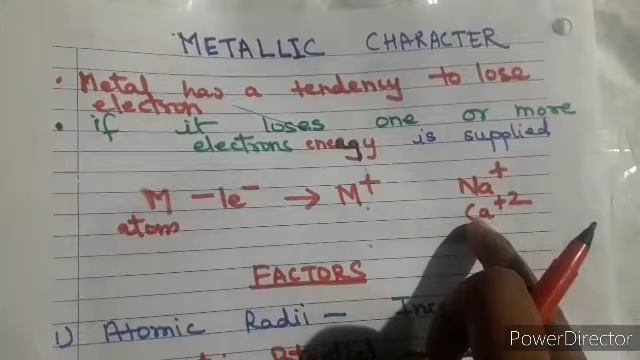 METALLIC CHARACTER
• Metal has a tendency to lose
electron
• if it loses one or more
electrons energy is supplied
M – 1e⁻ → M⁺ Na⁺
atom Ca⁺²
FACTORS
1) Atomic Radii –
PowerDirector